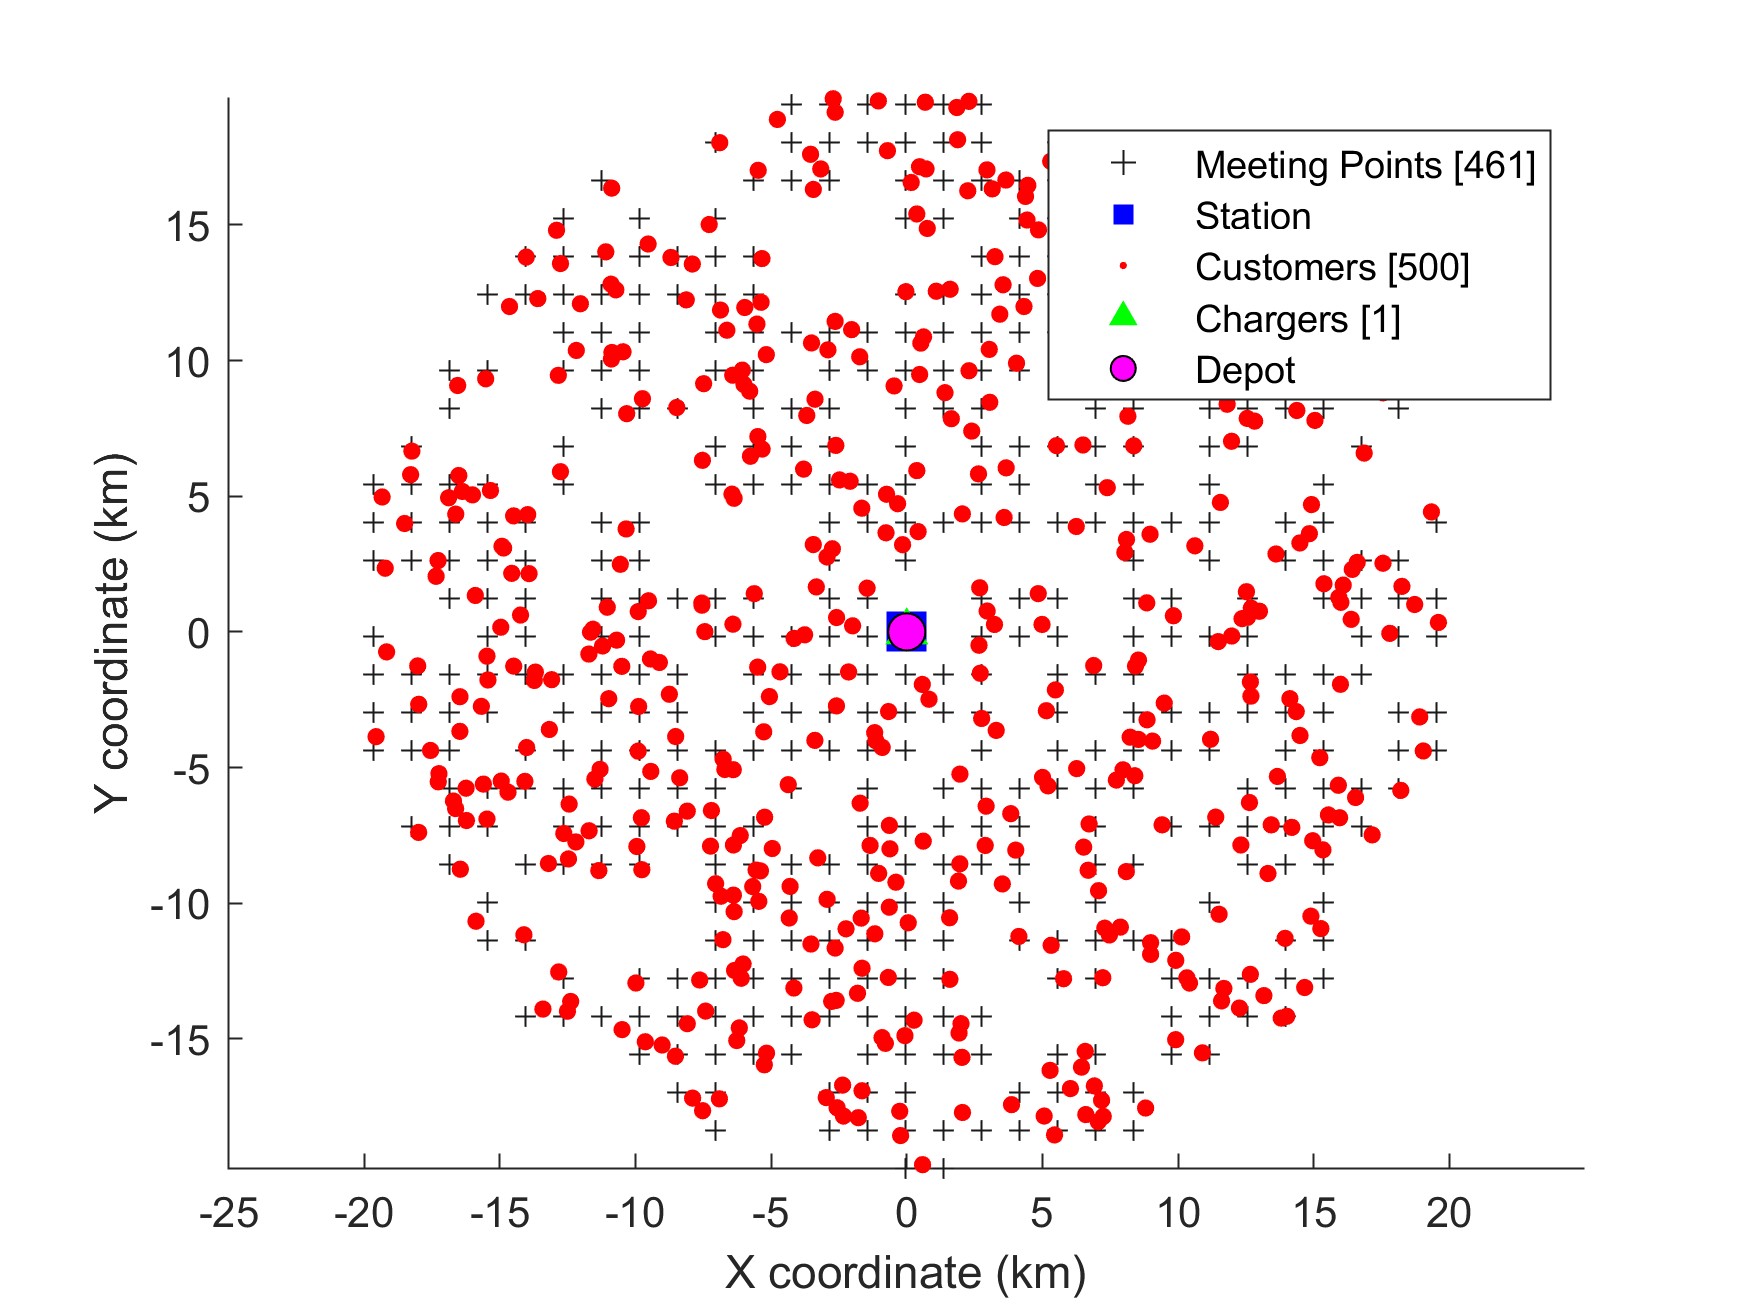 Meeting Points [461]
Station
Customers [500]
Chargers [1]
Depot
Y coordinate (km)
15
10
5
0
-5
-10
-15
-25 -20 -15 -10 -5 0 5 10 15 20
X coordinate (km)